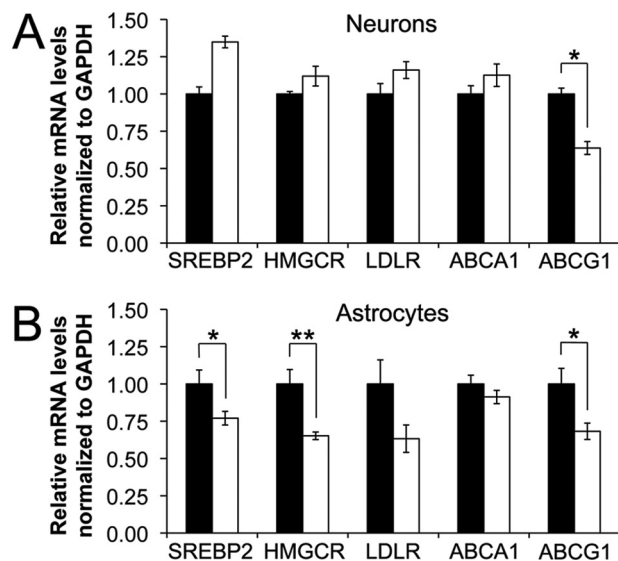 A
Neurons
Relative mRNA levels
normalized to GAPDH
1.50
1.25
1.00
0.75
0.50
0.25
0.00
*
SREBP2 HMGCR LDLR ABCA1 ABCG1
B
Astrocytes
Relative mRNA levels
normalized to GAPDH
1.50
1.25
1.00
0.75
0.50
0.25
0.00
* ** *
SREBP2 HMGCR LDLR ABCA1 ABCG1